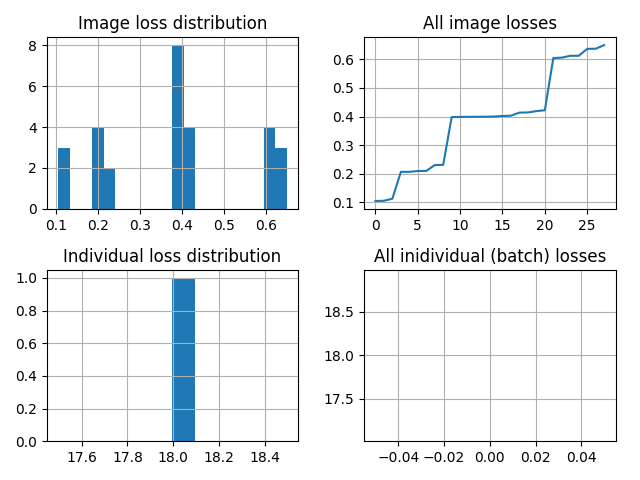 Image loss distribution
8
6
4
2
0
0.1 0.2 0.3 0.4 0.5 0.6
All image losses
0.6
0.5
0.4
0.3
0.2
0.1
0 5 10 15 20 25
Individual loss distribution
1.0
0.8
0.6
0.4
0.2
0.0
17.6 17.8 18.0 18.2 18.4
All inidividual (batch) losses
18.5
18.0
17.5
−0.04 −0.02 0.00 0.02 0.04